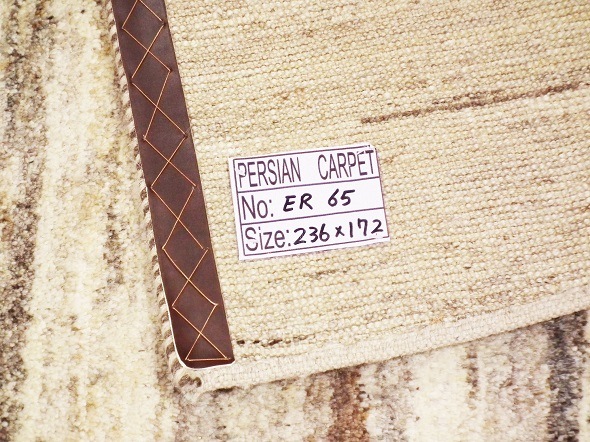 PERSIAN CARPET
No: ER 65
Size: 236x172